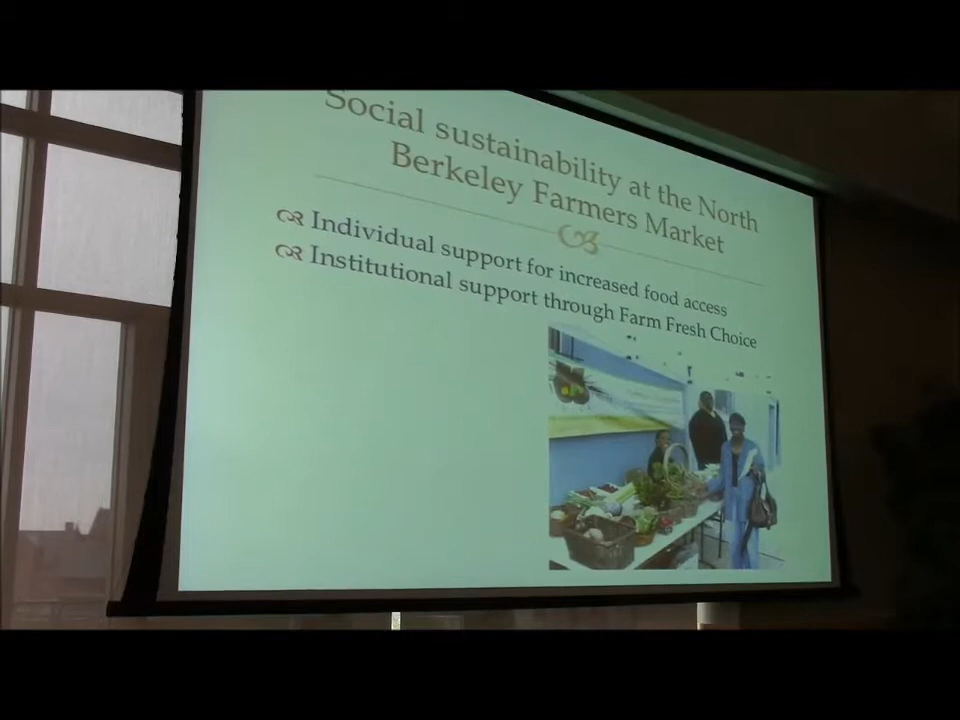 Social sustainability at the North
Berkeley Farmers Market
Individual support for increased food access
Institutional support through Farm Fresh Choice